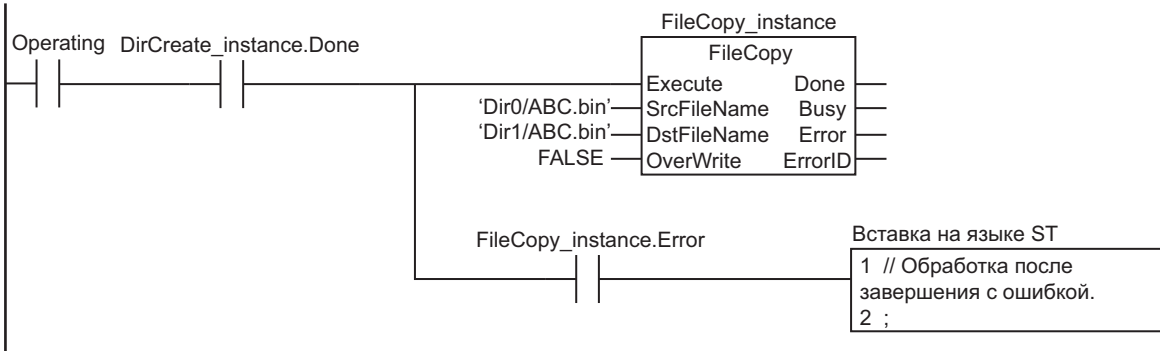 FileCopy_instance
Operating DirCreate_instance.Done
FileCopy
Execute Done
‘Dir0/ABC.bin’ SrcFileName Busy
‘Dir1/ABC.bin’ DstFileName Error
FALSE OverWrite ErrorID
FileCopy_instance.Error
Вставка на языке ST
1 // Обработка после
завершения с ошибкой.
2 ;